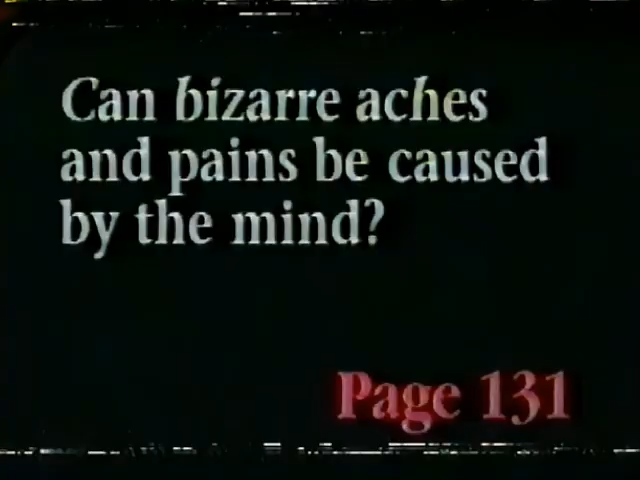 Can bizarre aches
and pains be caused
by the mind?
Page 131